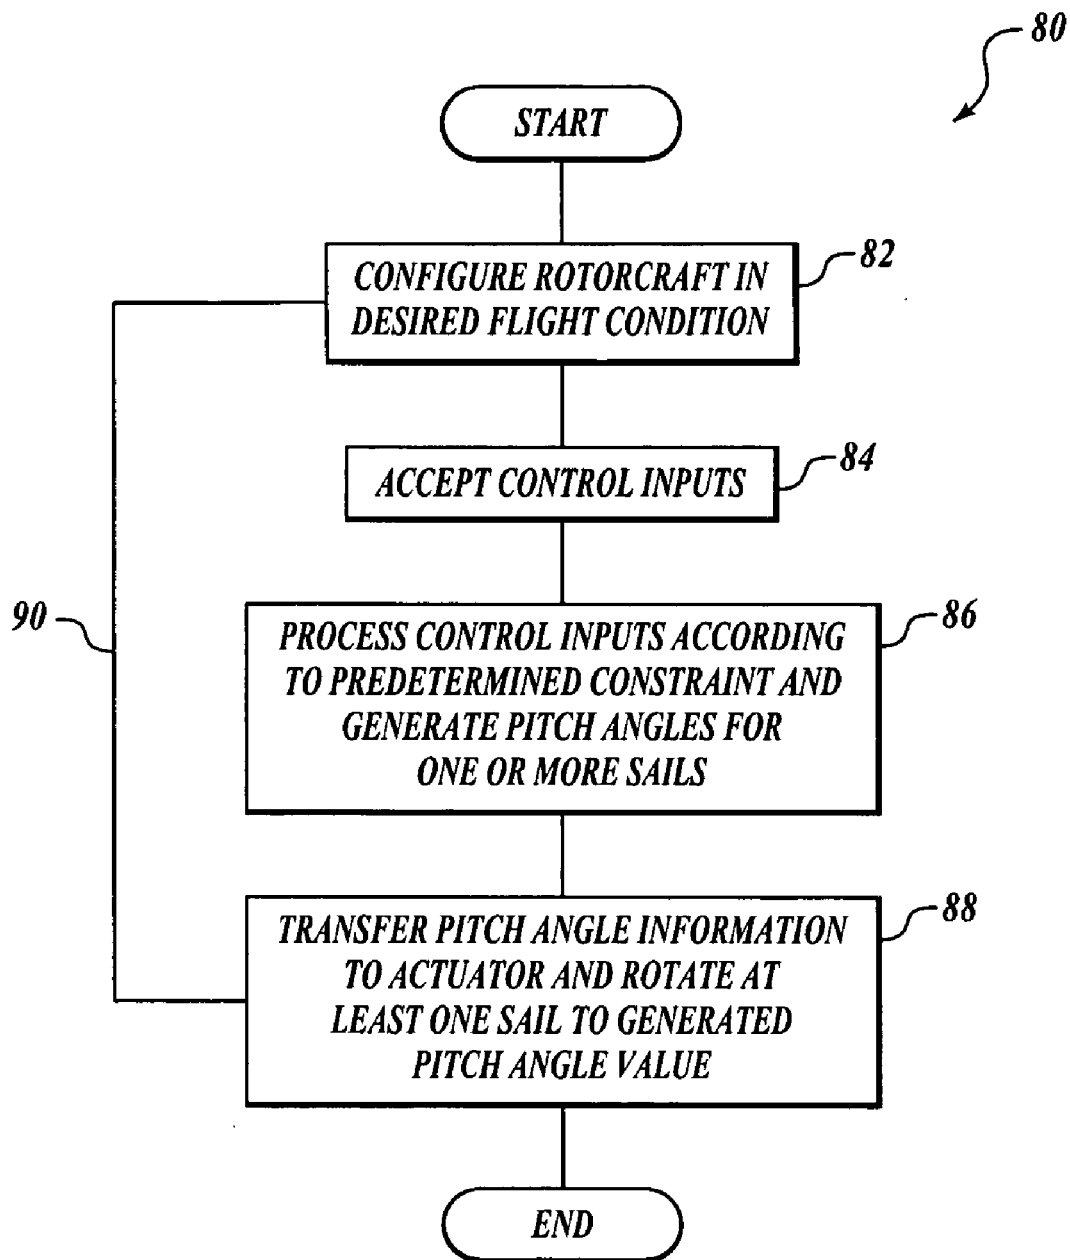 80
START
CONFIGURE ROTORCRAFT IN
DESIRED FLIGHT CONDITION
82
ACCEPT CONTROL INPUTS
84
90
PROCESS CONTROL INPUTS ACCORDING
TO PREDETERMINED CONSTRAINT AND
GENERATE PITCH ANGLES FOR
ONE OR MORE SAILS
86
TRANSFER PITCH ANGLE INFORMATION
TO ACTUATOR AND ROTATE AT
LEAST ONE SAIL TO GENERATED
PITCH ANGLE VALUE
88
END